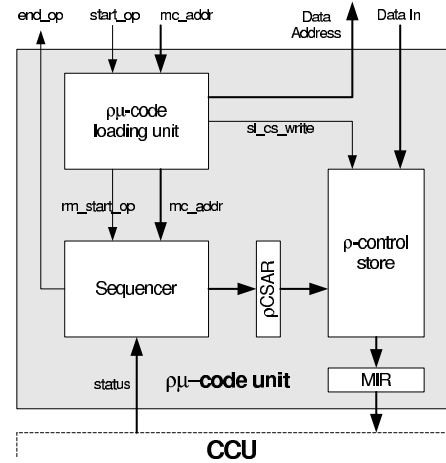 end_op start_op mc_addr Data Address Data In
ρμ-code loading unit
sl_cs_write
rm_start_op mc_addr
ρ-control store
Sequencer
ρCSAR
status
ρμ–code unit
MIR
CCU